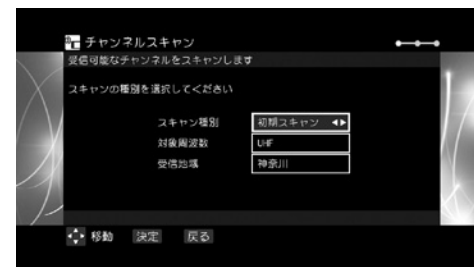 チャンネルスキャン
受信可能なチャンネルをスキャンします
スキャンの種別を選択してください
スキャン種別 初期スキャン ◀▶
対象周波数 UHF
受信地域 神奈川
移動 決定 戻る